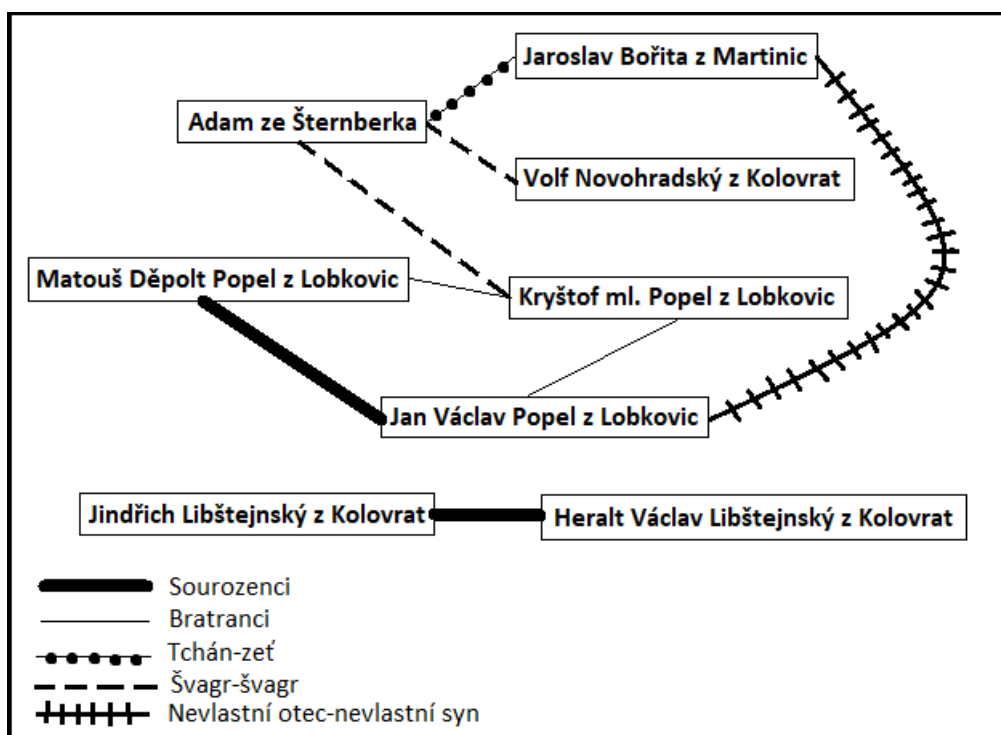 Jaroslav Bořita z Martinic
Adam ze Šternberka
Volf Novohradský z Kolovrat
Matouš Děpolt Popel z Lobkovic
Kryštof ml. Popel z Lobkovic
Jan Václav Popel z Lobkovic
Jindřich Libštejnský z Kolovrat
Heralt Václav Libštejnský z Kolovrat
Sourozenci
Bratranci
Tchán-zeť
Švagr-švagr
Nevlastní otec-nevlastní syn